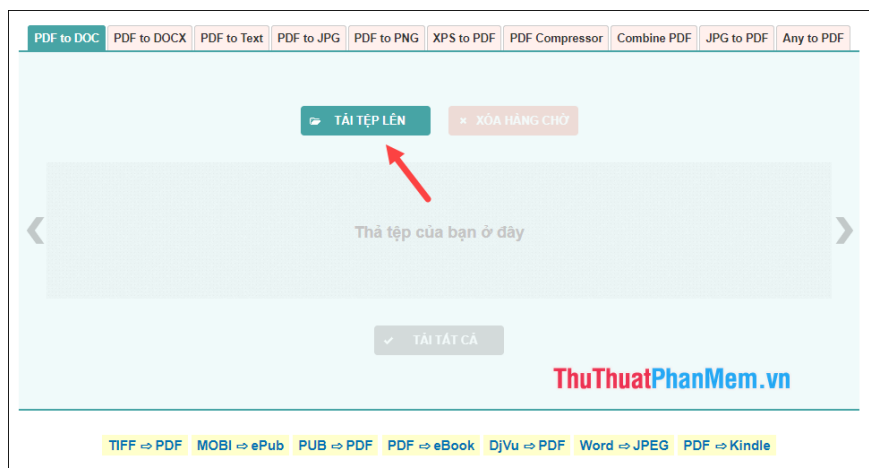 PDF to DOC PDF to DOCX PDF to Text PDF to JPG PDF to PNG XPS to PDF PDF Compressor Combine PDF JPG to PDF Any to PDF
TẢI TỆP LÊN × XÓA HÀNG CHỜ
Thả tệp của bạn ở đây
TẢI TẤT CẢ
ThuThuatPhanMem.vn
TIFF ⇨ PDF MOBI ⇨ ePub PUB ⇨ PDF PDF ⇨ eBook DjVu ⇨ PDF Word ⇨ JPEG PDF ⇨ Kindle